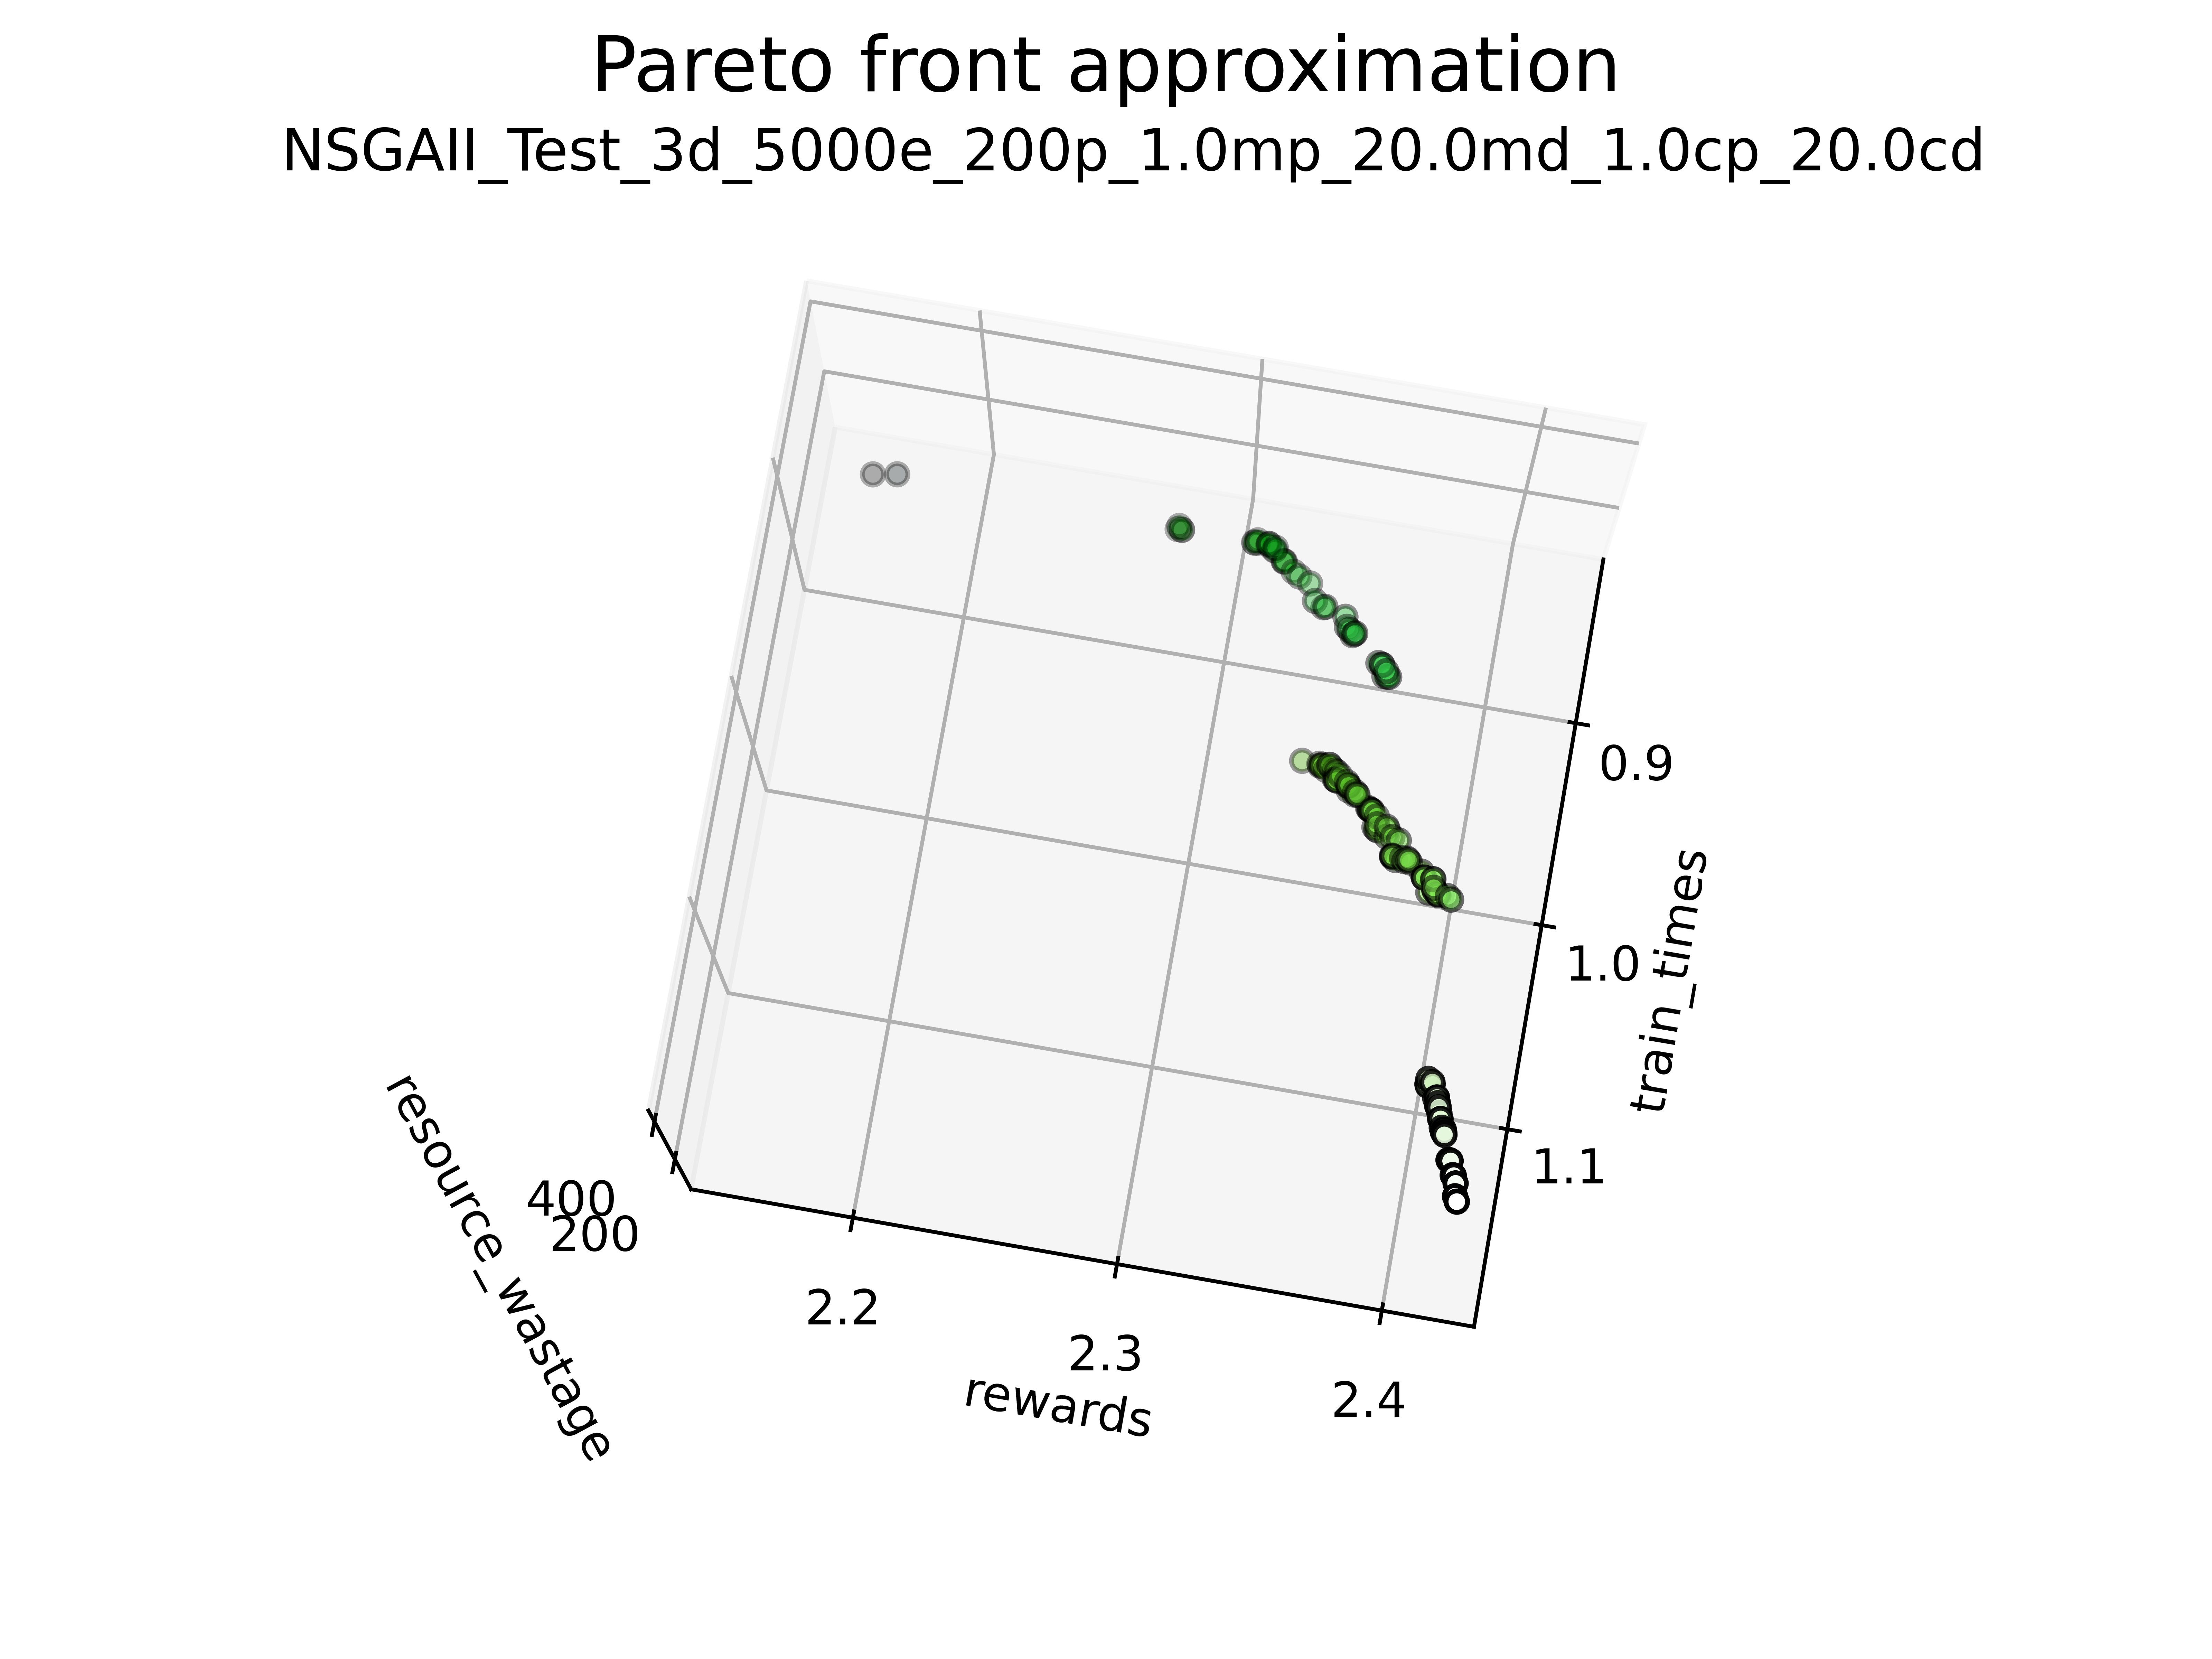 Pareto front approximation
NSGAII_Test_3d_5000e_200p_1.0mp_20.0md_1.0cp_20.0cd
0.9
1.0
1.1
train_times
resource_wastage
400
200
2.2
2.3
2.4
rewards